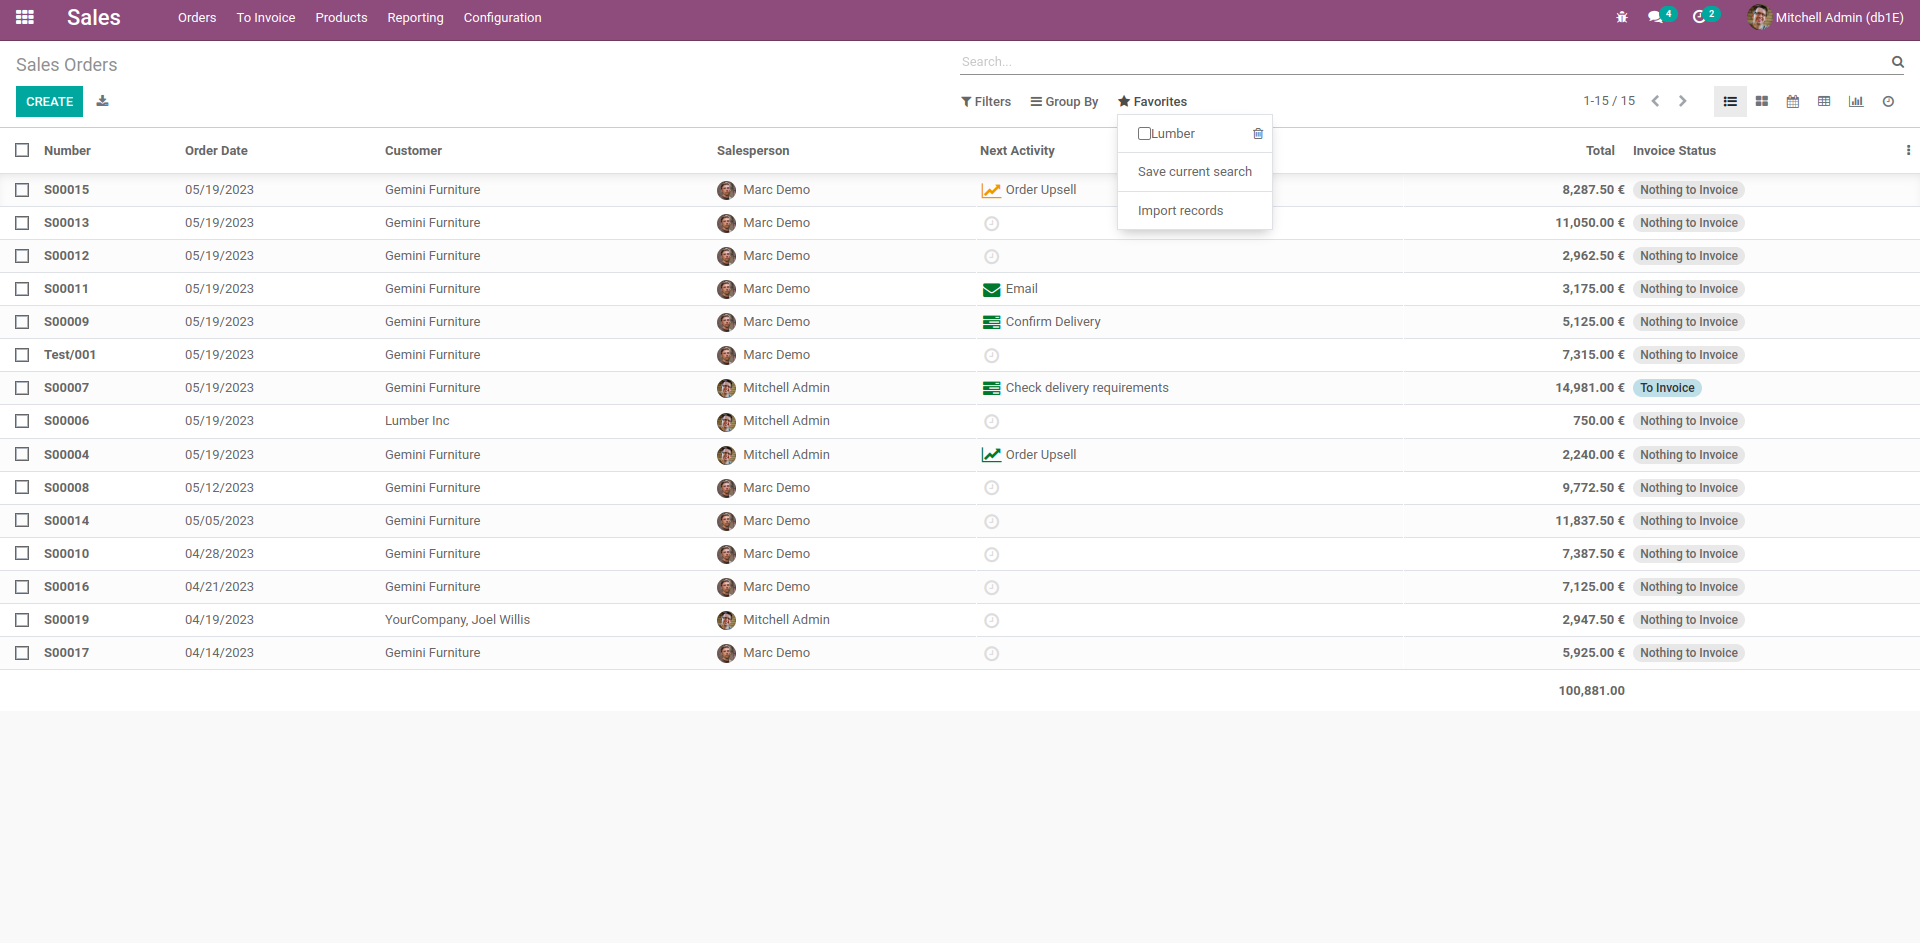 Sales Orders To Invoice Products Reporting Configuration 4 2 Mitchell Admin (db1E)
Sales Orders Search...
CREATE Filters Group By Favorites 1-15 / 15
Lumber
Save current search
Import records
Number Order Date Customer Salesperson Next Activity Total Invoice Status
S00015 05/19/2023 Gemini Furniture Marc Demo Order Upsell 8,287.50 € Nothing to Invoice
S00013 05/19/2023 Gemini Furniture Marc Demo 11,050.00 € Nothing to Invoice
S00012 05/19/2023 Gemini Furniture Marc Demo 2,962.50 € Nothing to Invoice
S00011 05/19/2023 Gemini Furniture Marc Demo Email 3,175.00 € Nothing to Invoice
S00009 05/19/2023 Gemini Furniture Marc Demo Confirm Delivery 5,125.00 € Nothing to Invoice
Test/001 05/19/2023 Gemini Furniture Marc Demo 7,315.00 € Nothing to Invoice
S00007 05/19/2023 Gemini Furniture Mitchell Admin Check delivery requirements 14,981.00 € To Invoice
S00006 05/19/2023 Lumber Inc Mitchell Admin 750.00 € Nothing to Invoice
S00004 05/19/2023 Gemini Furniture Mitchell Admin Order Upsell 2,240.00 € Nothing to Invoice
S00008 05/12/2023 Gemini Furniture Marc Demo 9,772.50 € Nothing to Invoice
S00014 05/05/2023 Gemini Furniture Marc Demo 11,837.50 € Nothing to Invoice
S00010 04/28/2023 Gemini Furniture Marc Demo 7,387.50 € Nothing to Invoice
S00016 04/21/2023 Gemini Furniture Marc Demo 7,125.00 € Nothing to Invoice
S00019 04/19/2023 YourCompany, Joel Willis Mitchell Admin 2,947.50 € Nothing to Invoice
S00017 04/14/2023 Gemini Furniture Marc Demo 5,925.00 € Nothing to Invoice
100,881.00